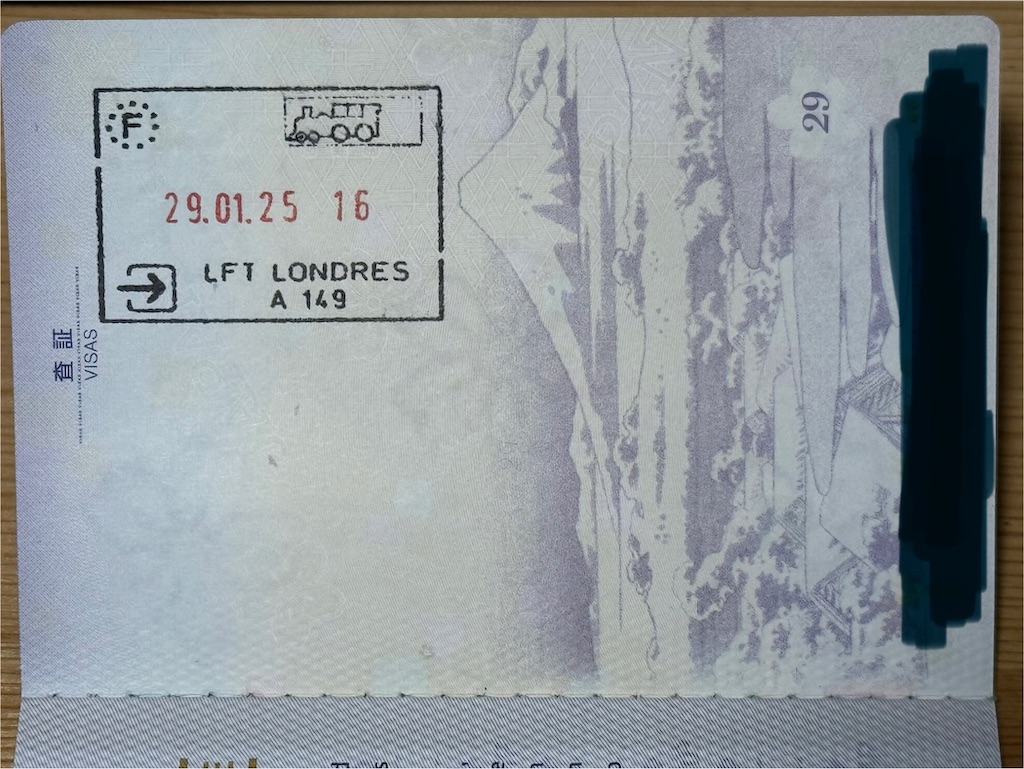 F
29.01.25 16
LFT LONDRES
A 149
査証
VISAS
29